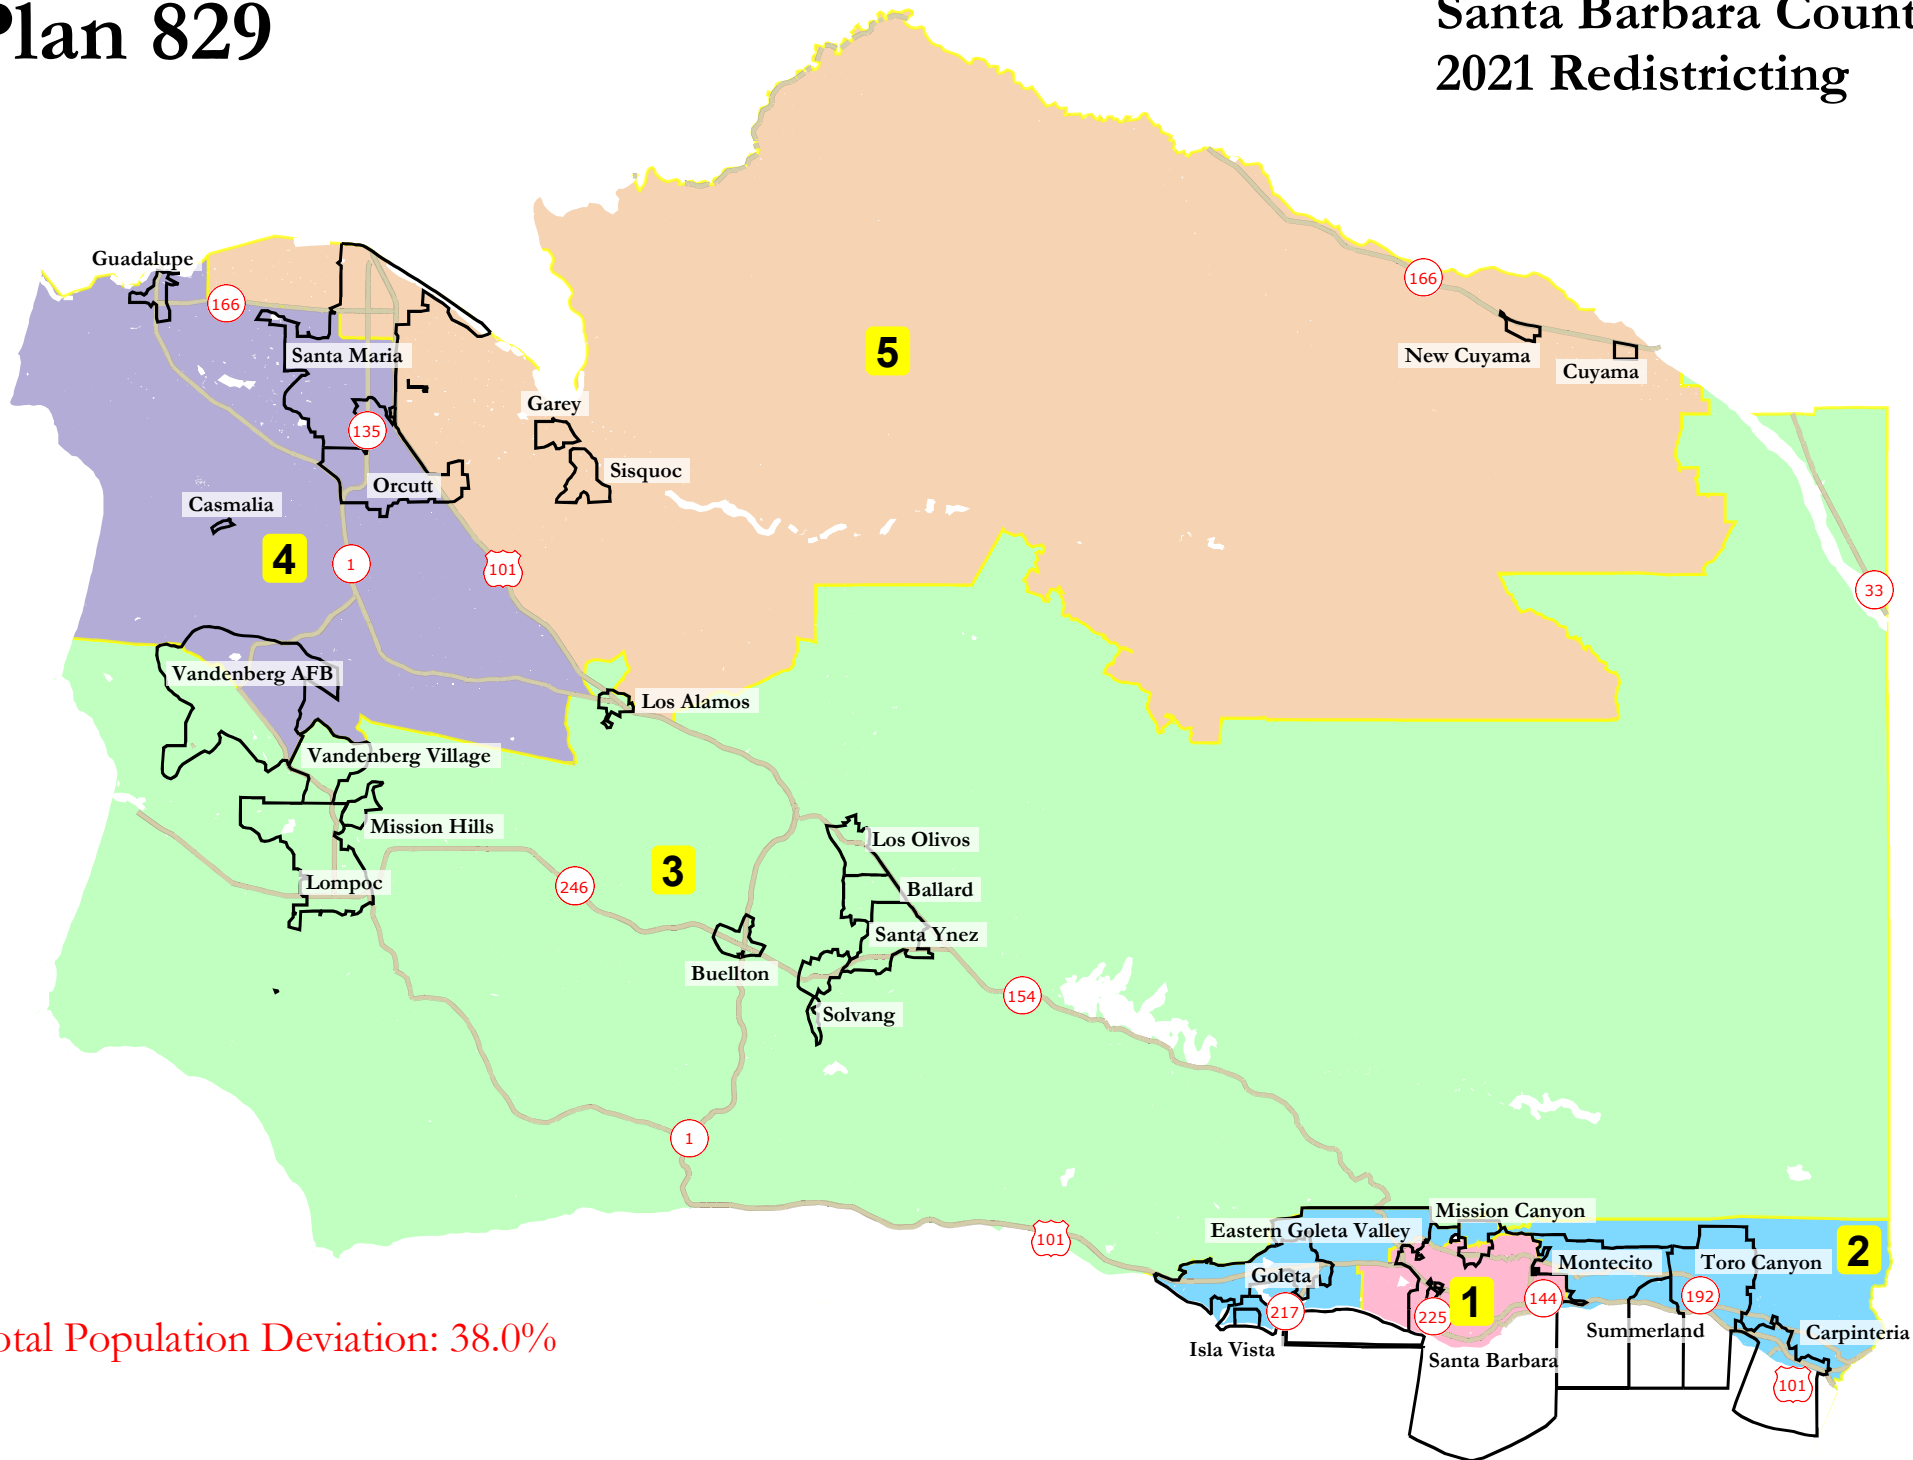 Plan 829
Santa Barbara Count
2021 Redistricting
Guadalupe
166
166
Santa Maria
5
New Cuyama
Cuyama
Garey
135
Sisquoc
Orcutt
Casmalia
4
1
101
33
Vandenberg AFB
Los Alamos
Vandenberg Village
Mission Hills
Los Olivos
3
Lompoc
246
Ballard
Santa Ynez
Buellton
154
Solvang
1
Mission Canyon
Eastern Goleta Valley
101
2
Montecito
Toro Canyon
Goleta
1
144
192
217
225
Summerland
Carpinteria
Isla Vista
Santa Barbara
101
otal Population Deviation: 38.0%